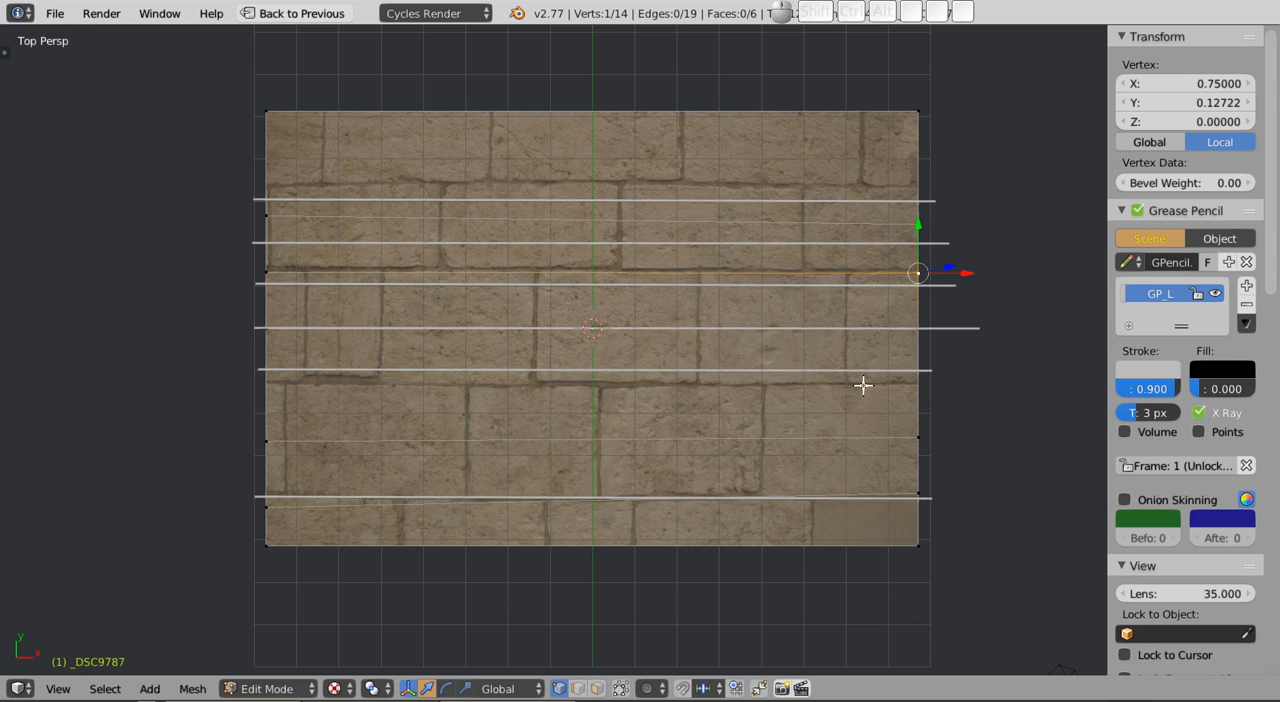 File Render Window Help Back to Previous Cycles Render v2.77 | Verts:1/14 | Edges:0/19 | Faces:0/6 | Shift Ctrl Alt
Top Persp
Transform
Vertex:
X: 0.75000
Y: 0.12722
Z: 0.00000
Global Local
Vertex Data:
Bevel Weight: 0.00
Grease Pencil
Scene Object
GPencil. F
GP_L
Stroke: Fill:
: 0.900 : 0.000
T: 3 px X Ray
Volume Points
Frame: 1 (Unlock...
Onion Skinning
Befo: 0 Afte: 0
View
Lens: 35.000
Lock to Object:
Lock to Cursor
y
x
(1) _DSC9787
View Select Add Mesh Edit Mode Global